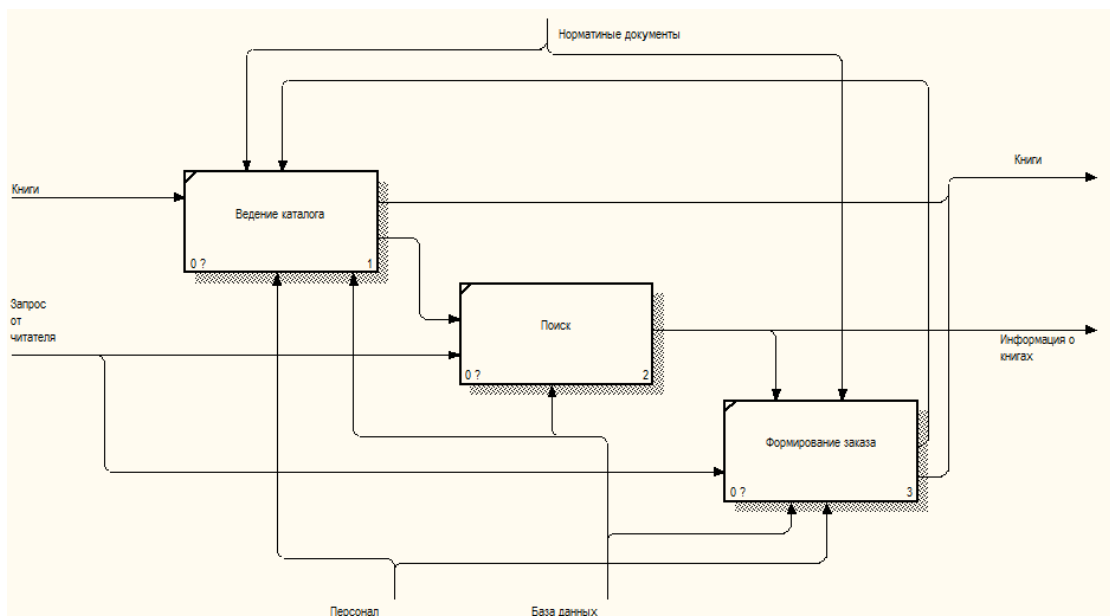 Норматиные документы
Книги
Книги
Ведение каталога
0 ?
1
Запрос
от
читателя
Поиск
Информация о
книгах
0 ?
2
Формирование заказа
0 ?
3
Персонал
База данных